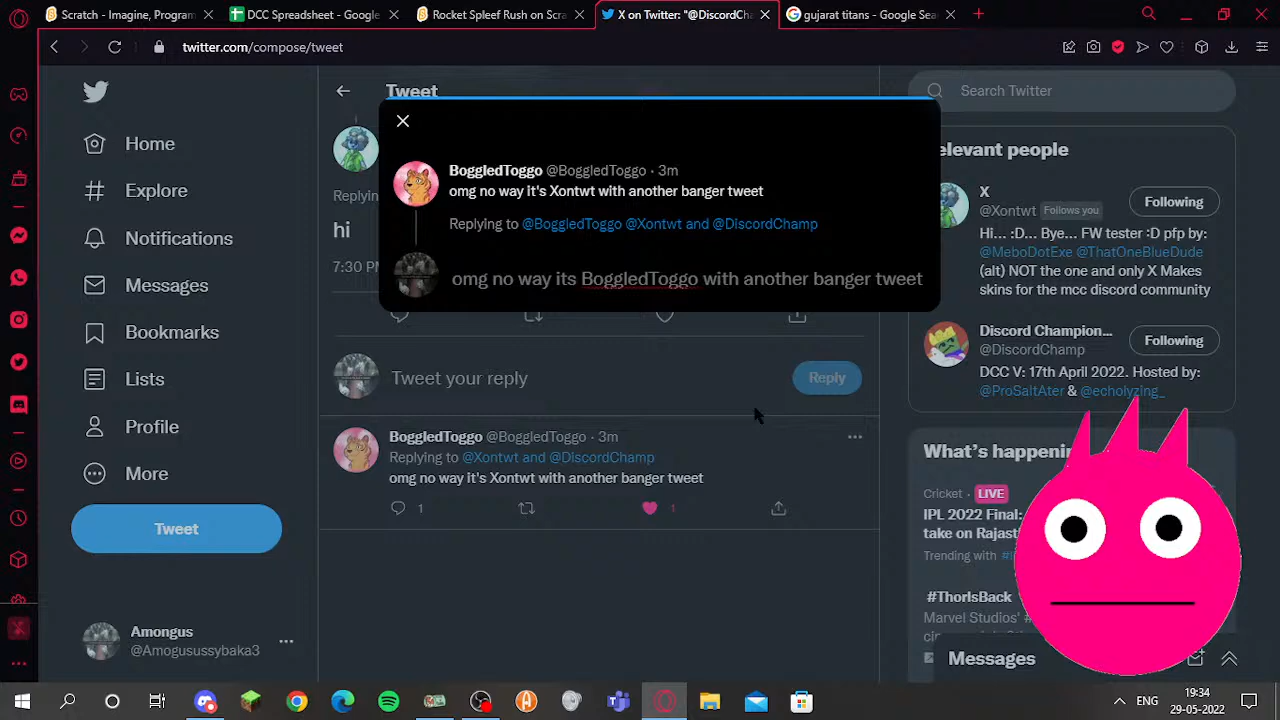 Scratch - Imagine, Program
DCC Spreadsheet - Google
Rocket Spleef Rush on Scra
X on Twitter: "@DiscordCha
gujarat titans - Google Sea
twitter.com/compose/tweet
Home
Explore
Notifications
Messages
Bookmarks
Lists
Profile
More
Tweet
Amongus
@Amogusussybaka3
Tweet
Replyin
hi
7:30 PM
BoggledToggo @BoggledToggo · 3m
omg no way it's Xontwt with another banger tweet
Replying to @BoggledToggo @Xontwt and @DiscordChamp
omg no way its BoggledToggo with another banger tweet
Tweet your reply
Reply
BoggledToggo @BoggledToggo · 3m
Replying to @Xontwt and @DiscordChamp
omg no way it's Xontwt with another banger tweet
1
1
Search Twitter
elevant people
X
@Xontwt Follows you
Following
Hi... :D... Bye... FW tester :D pfp by:
@MeboDotExe @ThatOneBlueDude
(alt) NOT the one and only X Makes
skins for the mcc discord community
Discord Champion...
@DiscordChamp
Following
DCC V: 17th April 2022. Hosted by:
@ProSaltAter & @echolyzing_
What's happenin
Cricket · LIVE
IPL 2022 Final:
take on Rajast
Trending with
#ThorIsBack
Marvel Studios' #
Messages
ENG
19:34
29-05-2022